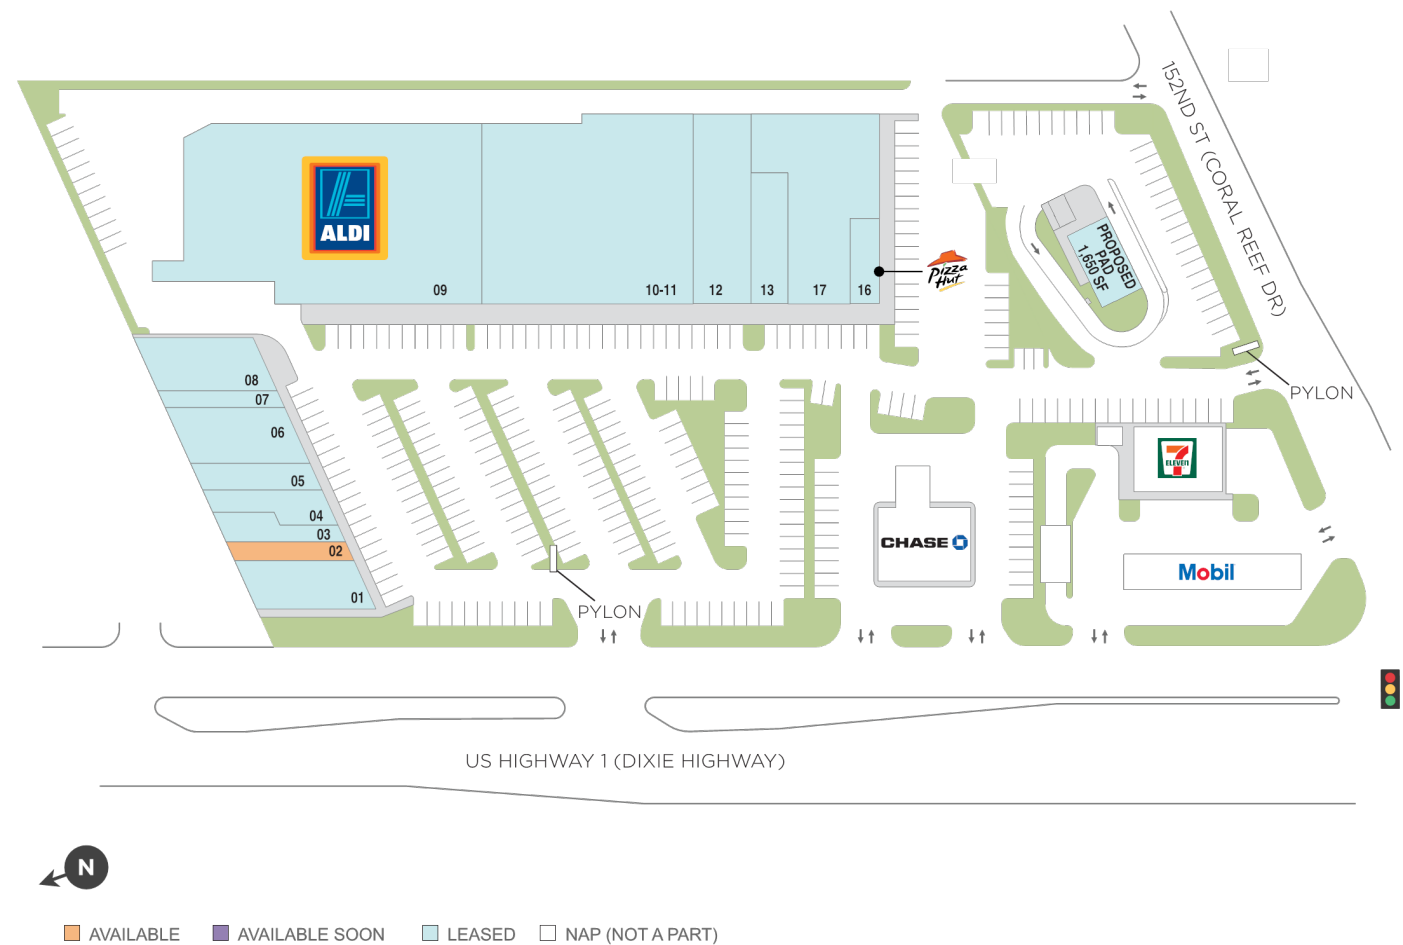 152ND ST (CORAL REEF DR)
ALDI
09
10-11
12
13
17
16
Pizza
Hut
PROPOSED
PAD
1,650 SF
PYLON
08
07
06
05
04
03
02
01
7
ELEVEN
CHASE
Mobil
PYLON
US HIGHWAY 1 (DIXIE HIGHWAY)
N
AVAILABLE
AVAILABLE SOON
LEASED
NAP (NOT A PART)